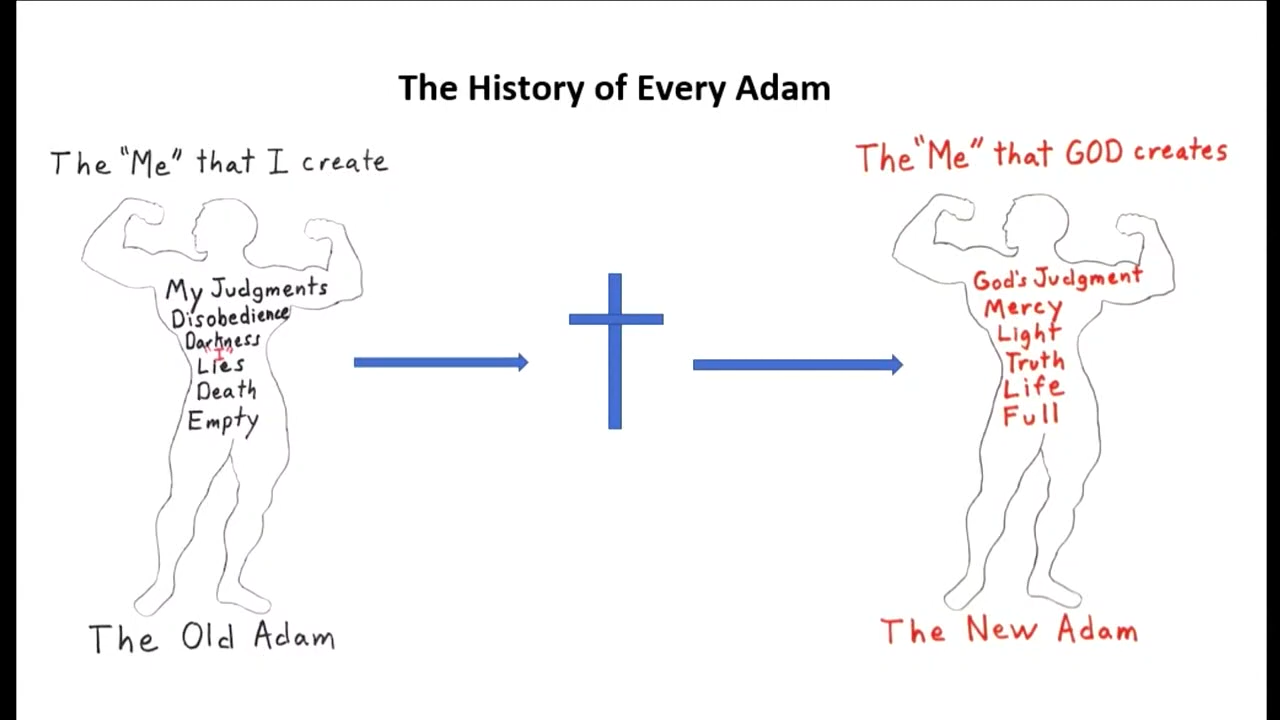 The History of Every Adam
The "Me" that I create
My Judgments
Disobedience
Darkness
"I"
Lies
Death
Empty
The Old Adam
The "Me" that GOD creates
God's Judgment
Mercy
Light
Truth
Life
Full
The New Adam